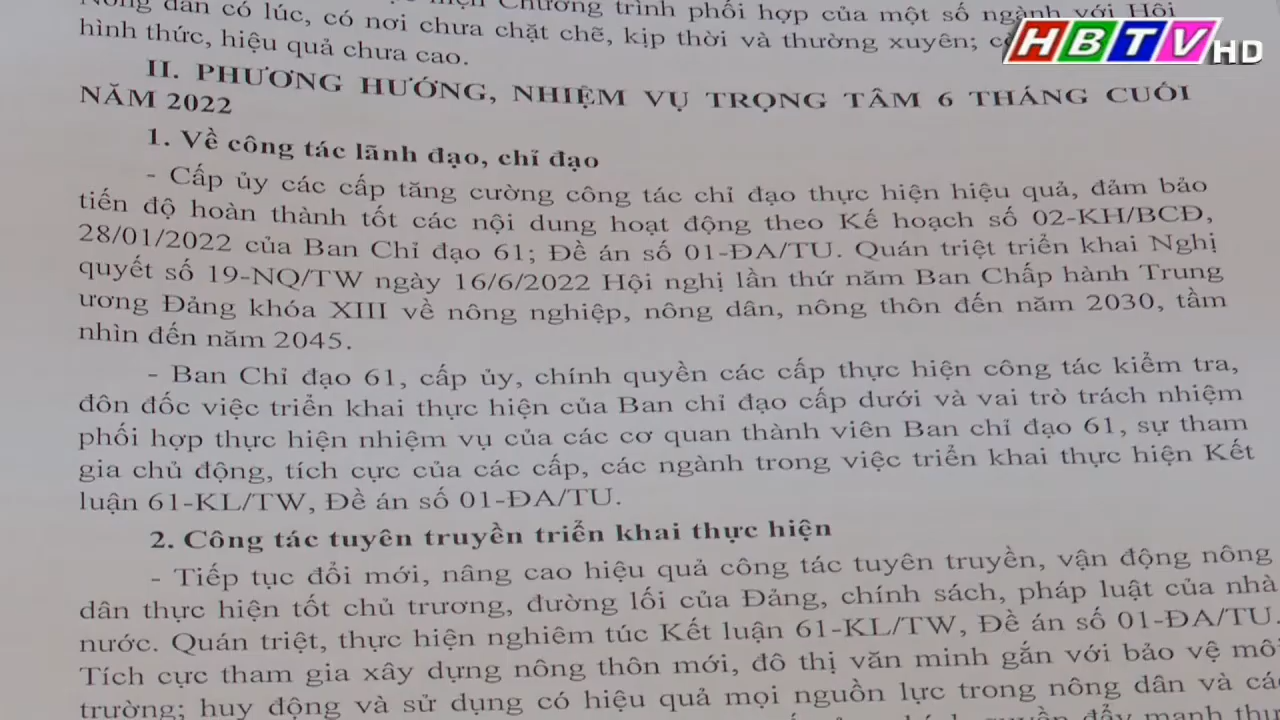 Nông dân có lúc, có nơi chưa chặt chẽ, kịp thời và thường xuyên;
Chương trình phối hợp của một số ngành với Hội
hình thức, hiệu quả chưa cao.
HBTV HD
II. PHƯƠNG HƯỚNG, NHIỆM VỤ TRỌNG TÂM 6 THÁNG CUỐI
NĂM 2022
1. Về công tác lãnh đạo, chỉ đạo
- Cấp ủy các cấp tăng cường công tác chỉ đạo thực hiện hiệu quả, đảm bảo
tiến độ hoàn thành tốt các nội dung hoạt động theo Kế hoạch số 02-KH/BCĐ,
28/01/2022 của Ban Chỉ đạo 61; Đề án số 01-ĐA/TU. Quán triệt triển khai Nghị
quyết số 19-NQ/TW ngày 16/6/2022 Hội nghị lần thứ năm Ban Chấp hành Trung
ương Đảng khóa XIII về nông nghiệp, nông dân, nông thôn đến năm 2030, tầm
nhìn đến năm 2045.
- Ban Chỉ đạo 61, cấp ủy, chính quyền các cấp thực hiện công tác kiểm tra,
đôn đốc việc triển khai thực hiện của Ban chỉ đạo cấp dưới và vai trò trách nhiệm
phối hợp thực hiện nhiệm vụ của các cơ quan thành viên Ban chỉ đạo 61, sự tham
gia chủ động, tích cực của các cấp, các ngành trong việc triển khai thực hiện Kết
luận 61-KL/TW, Đề án số 01-ĐA/TU.
2. Công tác tuyên truyền triển khai thực hiện
- Tiếp tục đổi mới, nâng cao hiệu quả công tác tuyên truyền, vận động nông
dân thực hiện tốt chủ trương, đường lối của Đảng, chính sách, pháp luật của nhà
nước. Quán triệt, thực hiện nghiêm túc Kết luận 61-KL/TW, Đề án số 01-ĐA/TU.
Tích cực tham gia xây dựng nông thôn mới, đô thị văn minh gắn với bảo vệ môi
trường; huy động và sử dụng có hiệu quả mọi nguồn lực trong nông dân và các